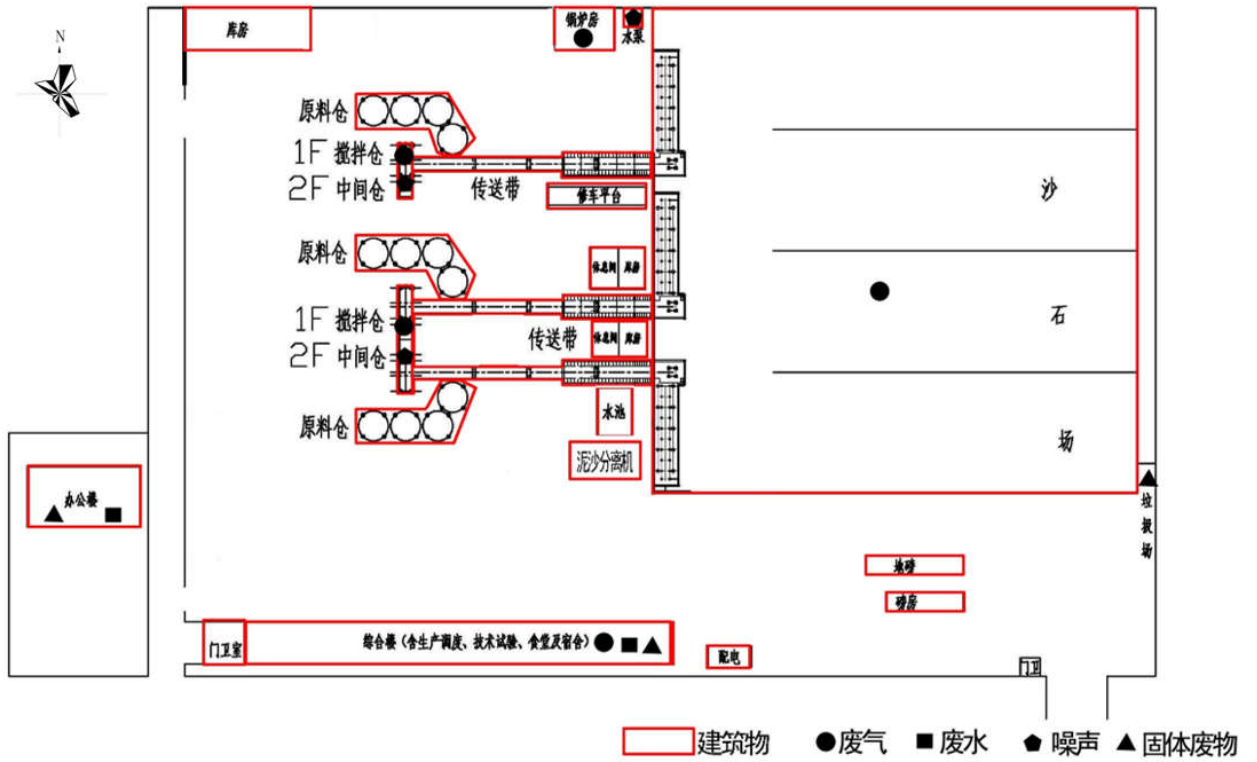 N
库房
锅炉房
水泵
原料仓
1F 搅拌仓
2F 中间仓
传送带
修车平台
沙
原料仓
休息间 库房
石
1F 搅拌仓
2F 中间仓
传送带
休息间 库房
水池
原料仓
场
泥沙分离机
办公楼
垃圾场
地磅
磅房
门卫室
综合楼（含生产调度、技术试验、食堂及宿舍）
配电
门卫
建筑物 废气 废水 噪声 固体废物